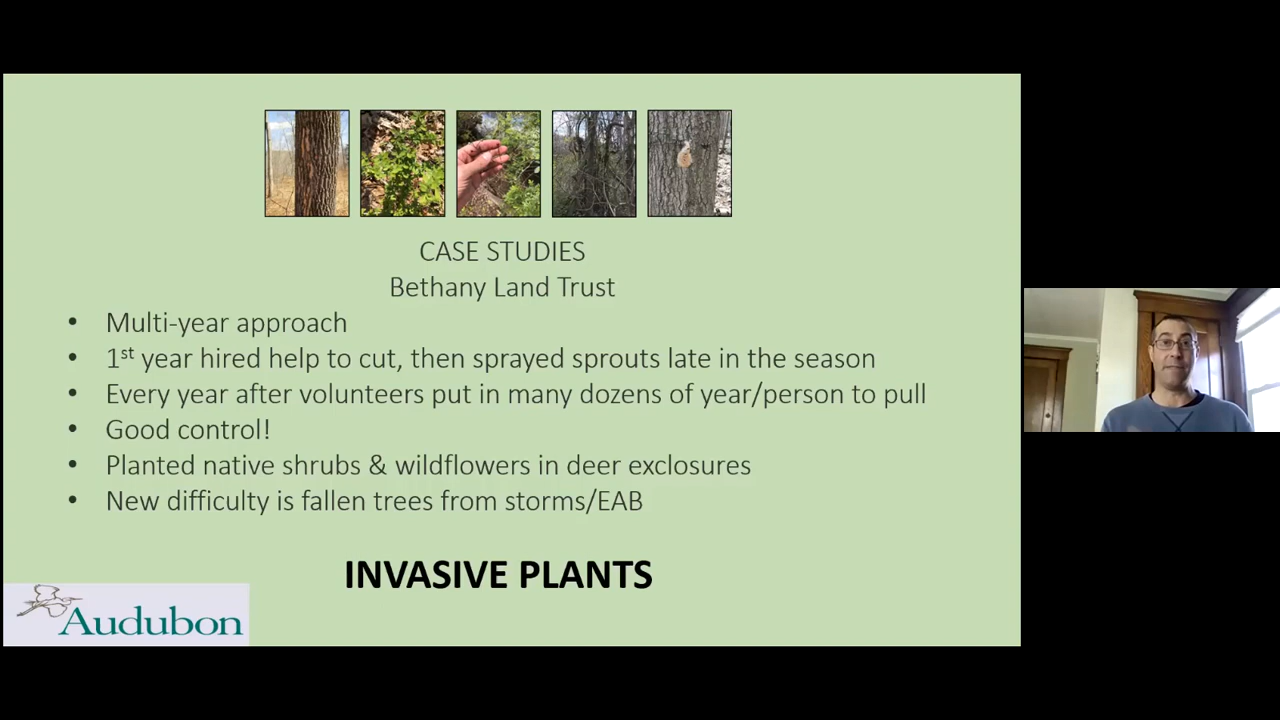 CASE STUDIES
Bethany Land Trust
• Multi-year approach
• 1st year hired help to cut, then sprayed sprouts late in the season
• Every year after volunteers put in many dozens of year/person to pull
• Good control!
• Planted native shrubs & wildflowers in deer exclosures
• New difficulty is fallen trees from storms/EAB
INVASIVE PLANTS
Audubon